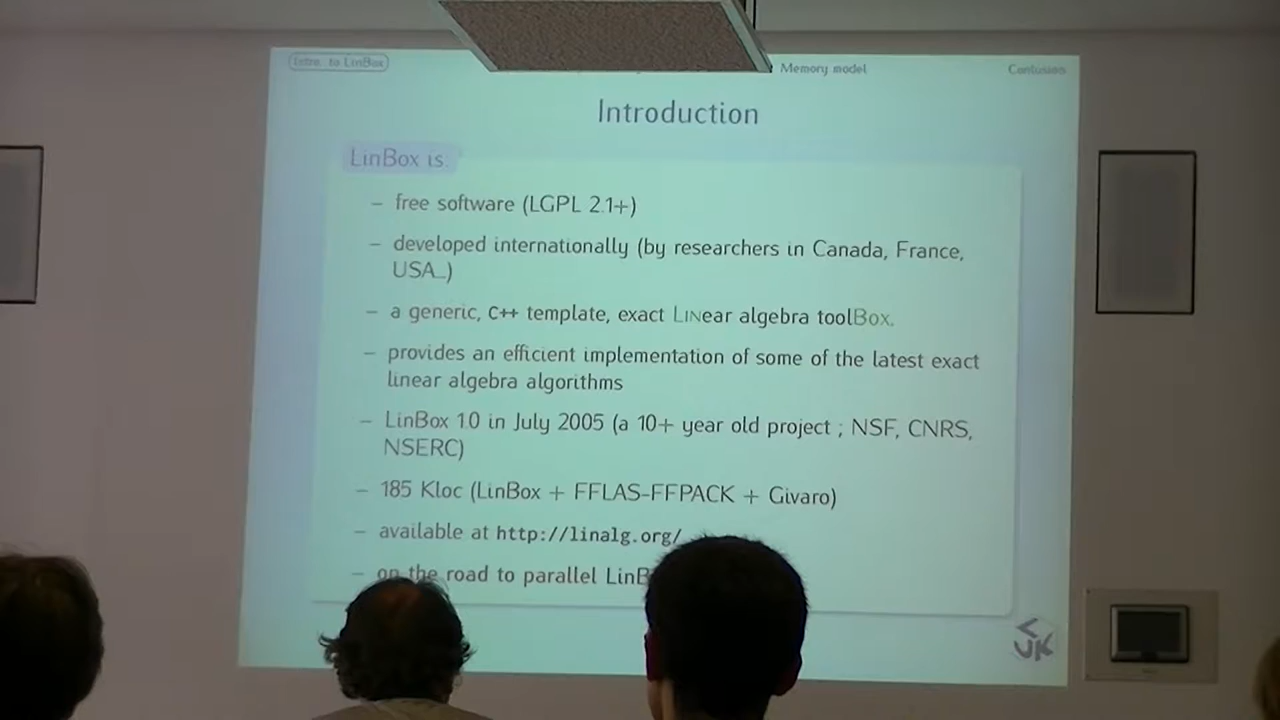 Intro. to LinBox
Memory model
Introduction
LinBox is:
– free software (LGPL 2.1+)
– developed internationally (by researchers in Canada, France,
USA...)
– a generic, C++ template, exact LINear algebra toolBox.
– provides an efficient implementation of some of the latest exact
linear algebra algorithms
– LinBox 1.0 in July 2005 (a 10+ year old project ; NSF, CNRS,
NSERC)
– 185 Kloc (LinBox + FFLAS-FFPACK + Givaro)
– available at http://linalg.org/
– on the road to parallel